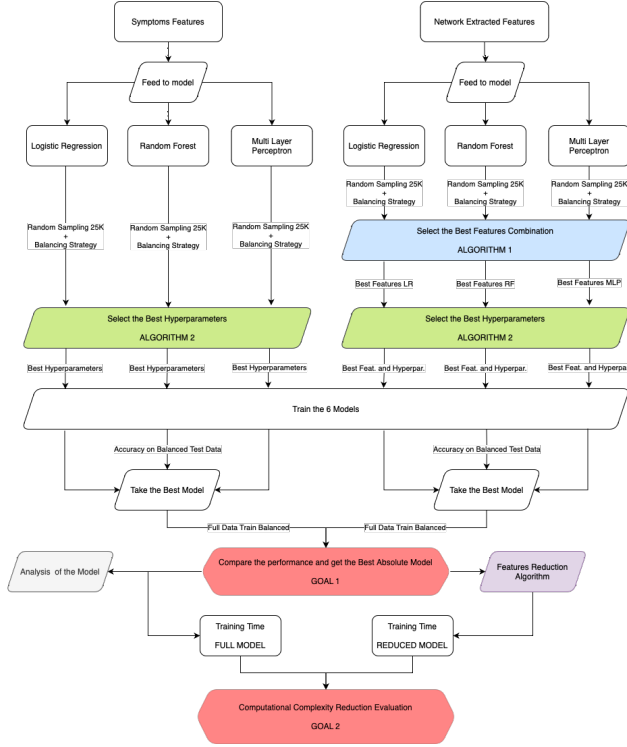 Symptoms Features
Network Extracted Features
Feed to model
Feed to model
Logistic Regression
Random Forest
Multi Layer
Perceptron
Logistic Regression
Random Forest
Multi Layer
Perceptron
Random Sampling 25K
+
Balancing Strategy
Random Sampling 25K
+
Balancing Strategy
Random Sampling 25K
+
Balancing Strategy
Random Sampling 25K
+
Balancing Strategy
Random Sampling 25K
+
Balancing Strategy
Random Sampling 25K
+
Balancing Strategy
Select the Best Features Combination
ALGORITHM 1
Best Features LR
Best Features RF
Best Features MLP
Select the Best Hyperparameters
ALGORITHM 2
Select the Best Hyperparameters
ALGORITHM 2
Best Hyperparameters
Best Hyperparameters
Best Hyperparameters
Best Feat. and Hyperpar.
Best Feat. and Hyperpar.
Best Feat. and Hyperpa
Train the 6 Models
Accuracy on Balanced Test Data
Accuracy on Balanced Test Data
Take the Best Model
Take the Best Model
Full Data Train Balanced
Full Data Train Balanced
Compare the performance and get the Best Absolute Model
GOAL 1
Analysis of the Model
Features Reduction
Algorithm
Training Time
FULL MODEL
Training Time
REDUCED MODEL
Computational Complexity Reduction Evaluation
GOAL 2